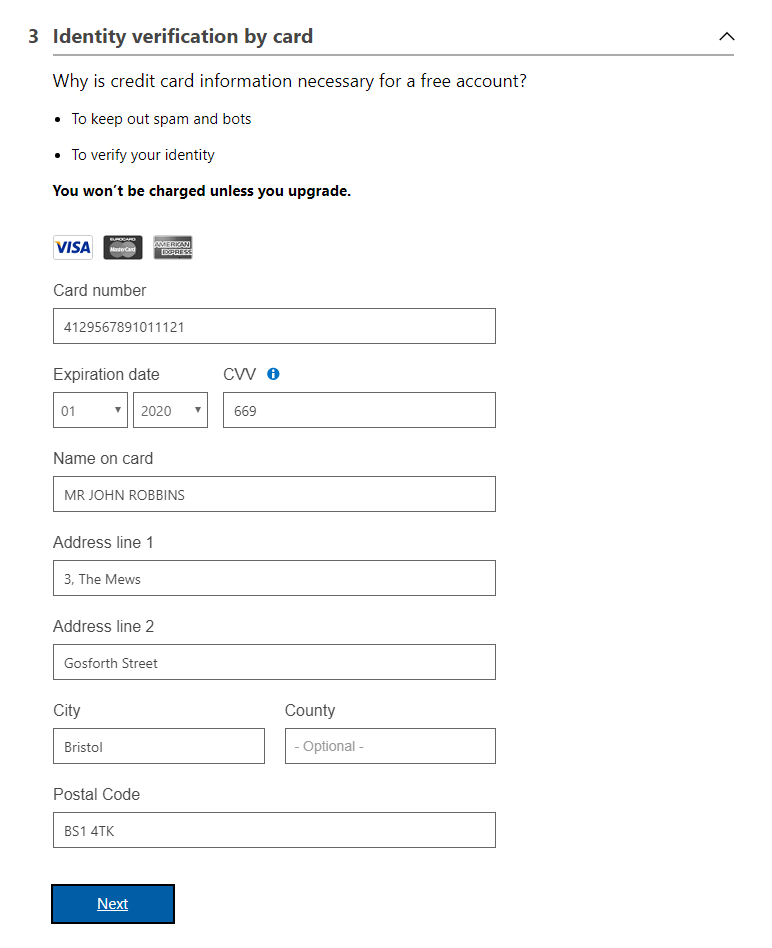 3 Identity verification by card
Why is credit card information necessary for a free account?
• To keep out spam and bots
• To verify your identity
You won't be charged unless you upgrade.
VISA EUROCARD MasterCard AMERICAN EXPRESS
Card number
4129567891011121
Expiration date CVV
01 2020 669
Name on card
MR JOHN ROBBINS
Address line 1
3, The Mews
Address line 2
Gosforth Street
City County
Bristol - Optional -
Postal Code
BS1 4TK
Next